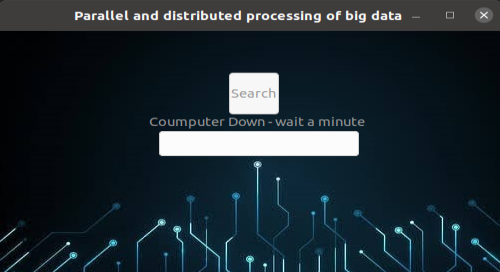 Parallel and distributed processing of big data
Search
Coumputer Down - wait a minute